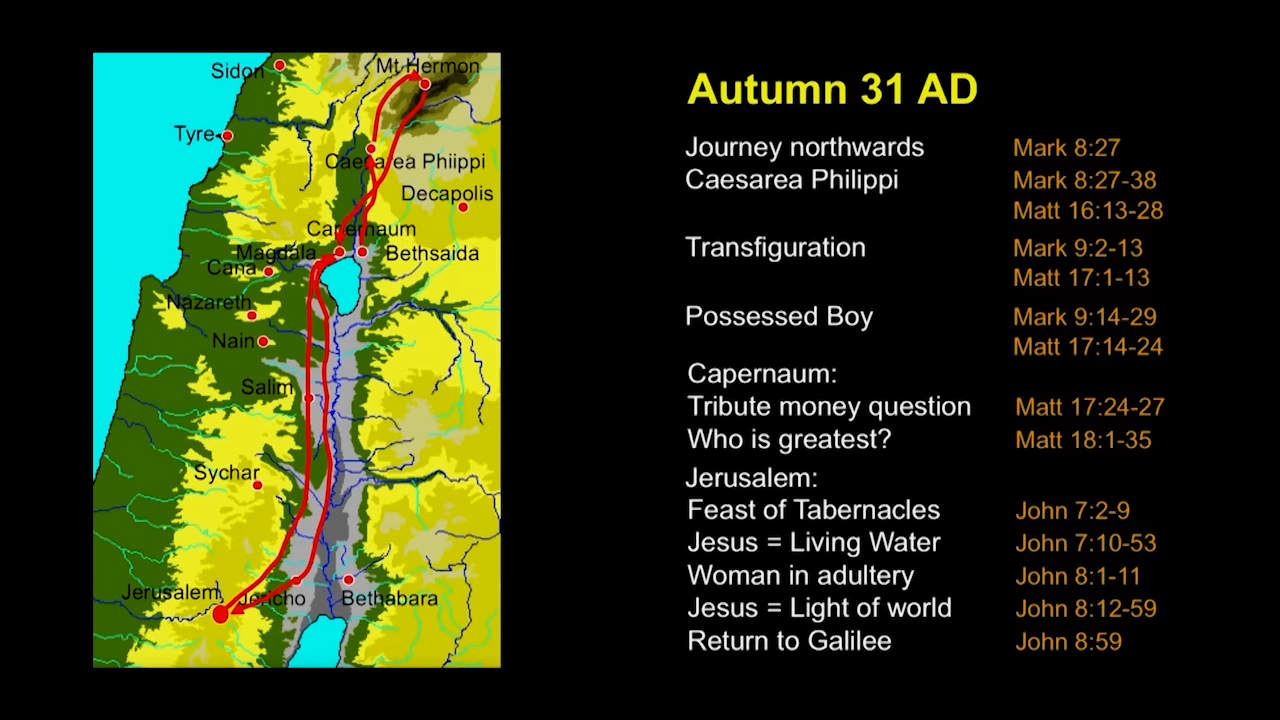 Sidon
Mt Hermon
Tyre
Caesarea Phiippi
Decapolis
Capernaum
Magdala
Bethsaida
Cana
Nazareth
Nain
Salim
Sychar
Jerusalem
Jericho
Bethabara
Autumn 31 AD
Journey northwards Mark 8:27
Caesarea Philippi Mark 8:27-38
Matt 16:13-28
Transfiguration Mark 9:2-13
Matt 17:1-13
Possessed Boy Mark 9:14-29
Matt 17:14-24
Capernaum:
Tribute money question Matt 17:24-27
Who is greatest? Matt 18:1-35
Jerusalem:
Feast of Tabernacles John 7:2-9
Jesus = Living Water John 7:10-53
Woman in adultery John 8:1-11
Jesus = Light of world John 8:12-59
Return to Galilee John 8:59